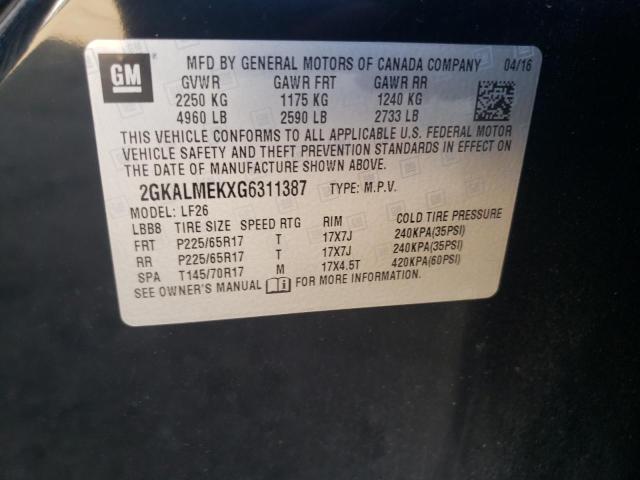 GM
MFD BY GENERAL MOTORS OF CANADA COMPANY 04/16
GVWR GAWR FRT GAWR RR
2250 KG 1175 KG 1240 KG
4960 LB 2590 LB 2733 LB
THIS VEHICLE CONFORMS TO ALL APPLICABLE U.S. FEDERAL MOTOR
VEHICLE SAFETY AND THEFT PREVENTION STANDARDS IN EFFECT ON
THE DATE OF MANUFACTURE SHOWN ABOVE.
2GKALMEKXG6311387 TYPE: M.P.V.
MODEL: LF26
LBB8 TIRE SIZE SPEED RTG RIM COLD TIRE PRESSURE
FRT P225/65R17 T 17X7J 240KPA(35PSI)
RR P225/65R17 T 17X7J 240KPA(35PSI)
SPA T145/70R17 M 17X4.5T 420KPA(60PSI)
SEE OWNER'S MANUAL FOR MORE INFORMATION.